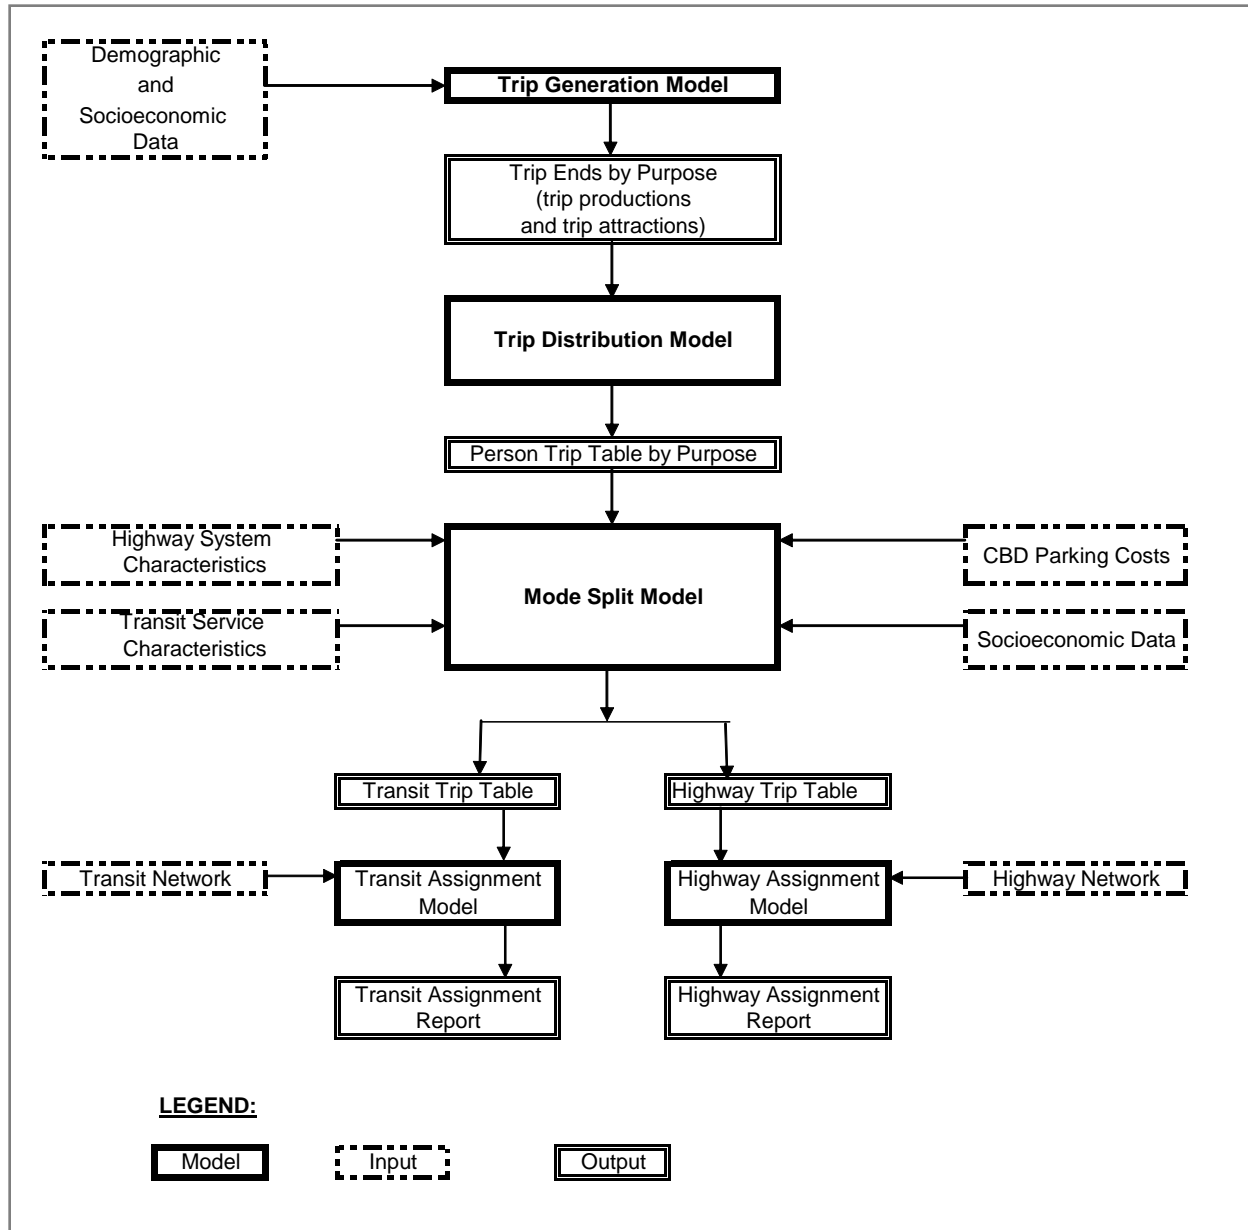 Demographic
and
Socioeconomic
Data
Trip Generation Model
Trip Ends by Purpose
(trip productions
and trip attractions)
Trip Distribution Model
Person Trip Table by Purpose
Highway System
Characteristics
Transit Service
Characteristics
Mode Split Model
CBD Parking Costs
Socioeconomic Data
Transit Trip Table
Highway Trip Table
Transit Network
Transit Assignment
Model
Highway Assignment
Model
Highway Network
Transit Assignment
Report
Highway Assignment
Report
LEGEND:
Model
Input
Output